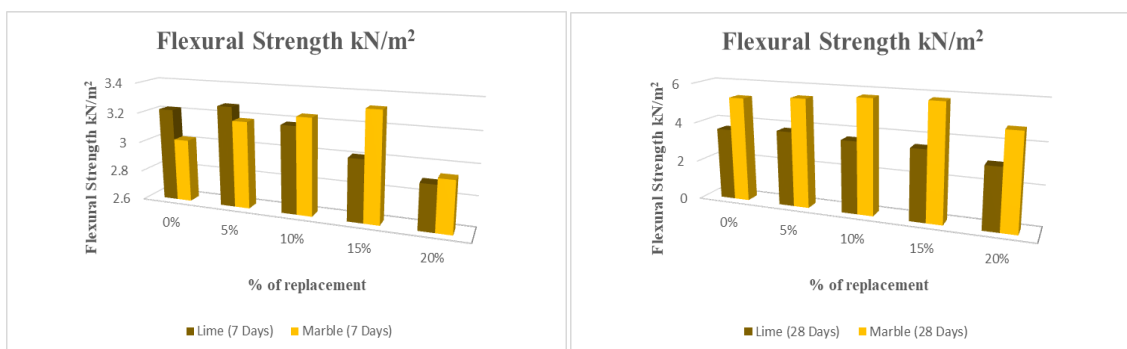 Flexural Strength kN/m²
3.4
3.2
3
2.8
2.6
Flexural Strength kN/m²
0%
5%
10%
15%
20%
% of replacement
Lime (7 Days) Marble (7 Days)
Flexural Strength kN/m²
6
4
2
0
Flexural Strength kN/m²
0%
5%
10%
15%
20%
% of replacement
Lime (28 Days) Marble (28 Days)